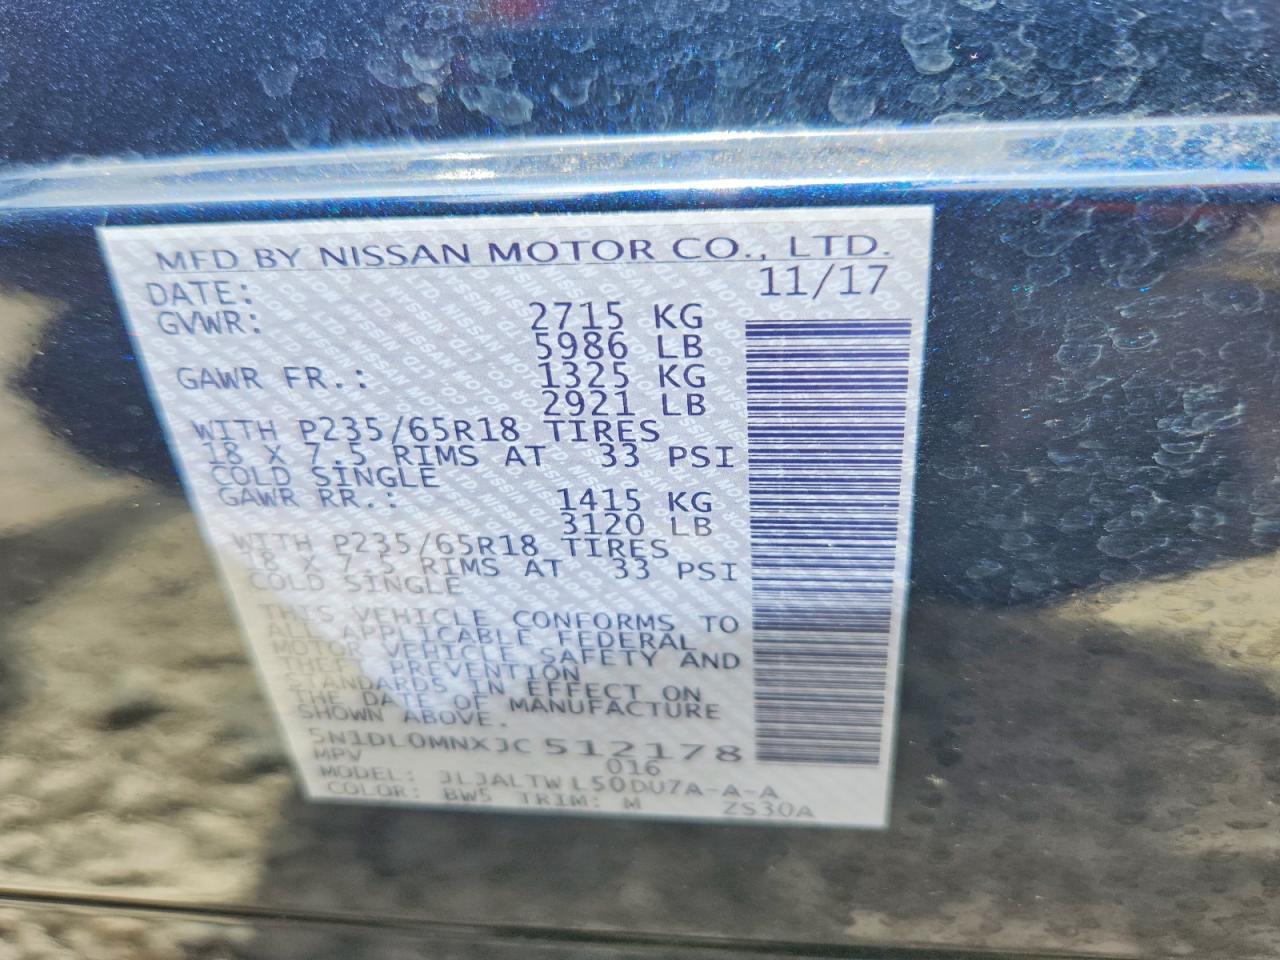 MFD BY NISSAN MOTOR CO., LTD.
DATE: 11/17
GVWR: 2715 KG
5986 LB
GAWR FR.: 1325 KG
2921 LB
WITH P235/65R18 TIRES
18 X 7.5 RIMS AT 33 PSI
COLD SINGLE
GAWR RR.: 1415 KG
3120 LB
WITH P235/65R18 TIRES
18 X 7.5 RIMS AT 33 PSI
COLD SINGLE
THIS VEHICLE CONFORMS TO
ALL APPLICABLE FEDERAL
MOTOR VEHICLE SAFETY AND
THEFT PREVENTION
STANDARDS IN EFFECT ON
THE DATE OF MANUFACTURE
SHOWN ABOVE.
5N1DL0MNXJC512178
MPV 016
MODEL: JLJALTWL50DU7A-A-A
COLOR: BW5 TRIM: M ZS30A